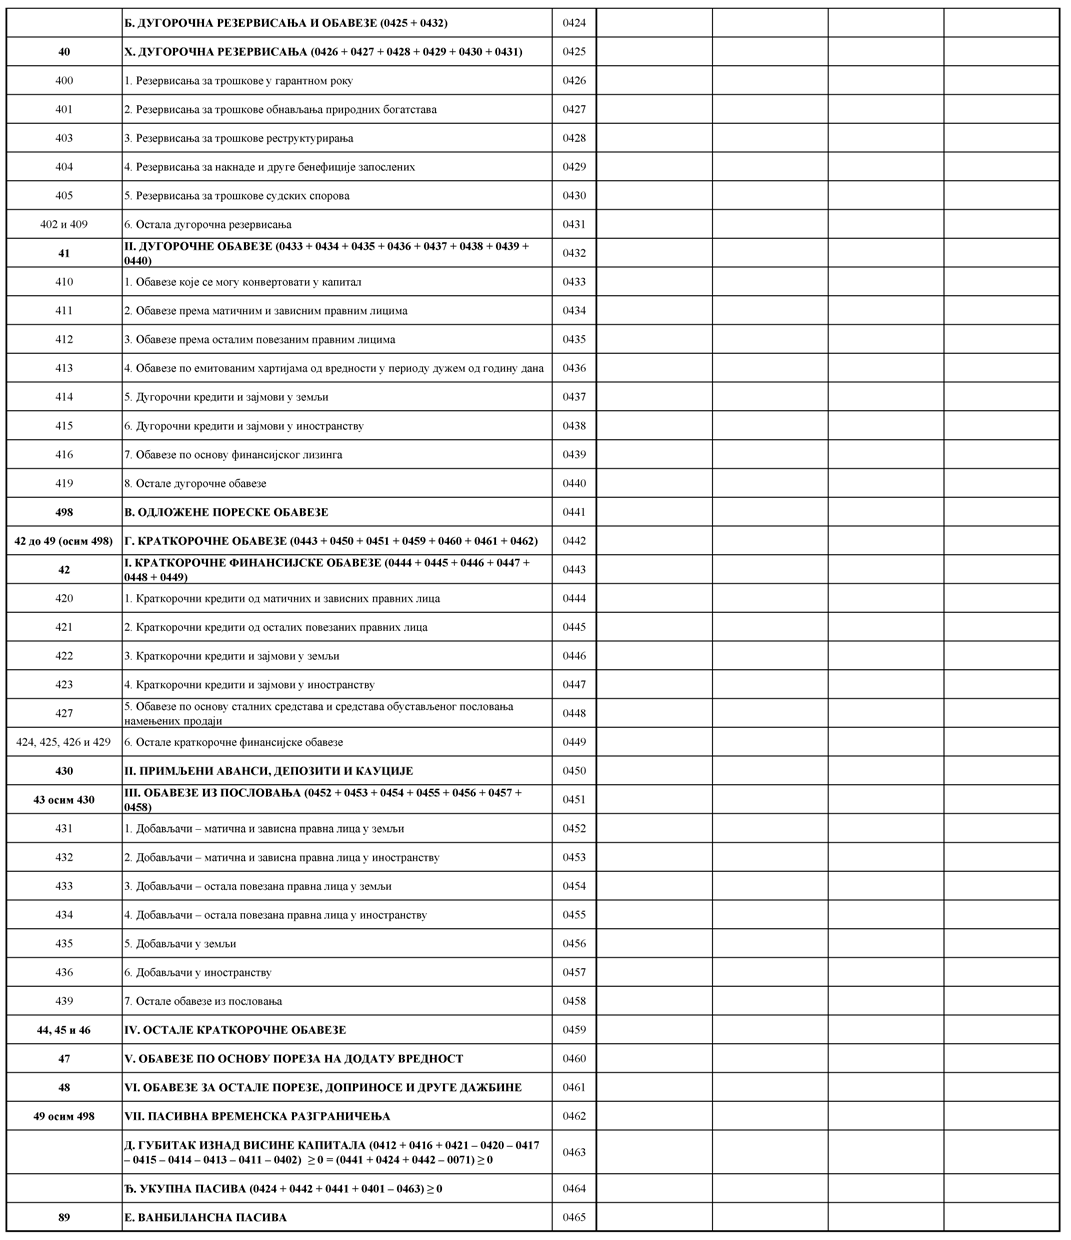 Б. ДУГОРОЧНА РЕЗЕРВИСАЊА И ОБАВЕЗЕ (0425 + 0432) 0424
40 X. ДУГОРОЧНА РЕЗЕРВИСАЊА (0426 + 0427 + 0428 + 0429 + 0430 + 0431) 0425
400 1. Резервисања за трошкове у гарантном року 0426
401 2. Резервисања за трошкове обнављања природних богатстава 0427
403 3. Резервисања за трошкове реструктурирања 0428
404 4. Резервисања за накнаде и друге бенефиције запослених 0429
405 5. Резервисања за трошкове судских спорова 0430
402 и 409 6. Остала дугорочна резервисања 0431
41 II. ДУГОРОЧНЕ ОБАВЕЗЕ (0433 + 0434 + 0435 + 0436 + 0437 + 0438 + 0439 + 0432
0440)
410 1. Обавезе које се могу конвертовати у капитал 0433
411 2. Обавезе према матичним и зависним правним лицима 0434
412 3. Обавезе према осталим повезаним правним лицима 0435
413 4. Обавезе по емитованим хартијама од вредности у периоду дужем од годину дана 0436
414 5. Дугорочни кредити и зајмови у земљи 0437
415 6. Дугорочни кредити и зајмови у иностранству 0438
416 7. Обавезе по основу финансијског лизинга 0439
419 8. Остале дугорочне обавезе 0440
498 В. ОДЛОЖЕНЕ ПОРЕСКЕ ОБАВЕЗЕ 0441
42 до 49 (осим 498) Г. КРАТКОРОЧНЕ ОБАВЕЗЕ (0443 + 0450 + 0451 + 0459 + 0460 + 0461 + 0462) 0442
42 I. КРАТКОРОЧНЕ ФИНАНСИЈСКЕ ОБАВЕЗЕ (0444 + 0445 + 0446 + 0447 + 0443
0448 + 0449)
420 1. Краткорочни кредити од матичних и зависних правних лица 0444
421 2. Краткорочни кредити од осталих повезаних правних лица 0445
422 3. Краткорочни кредити и зајмови у земљи 0446
423 4. Краткорочни кредити и зајмови у иностранству 0447
427 5. Обавезе по основу сталних средстава и средстава обустављеног пословања 0448
намењених продаји
424, 425, 426 и 429 6. Остале краткорочне финансијске обавезе 0449
430 II. ПРИМЉЕНИ АВАНСИ, ДЕПОЗИТИ И КАУЦИЈЕ 0450
43 осим 430 III. ОБАВЕЗЕ ИЗ ПОСЛОВАЊА (0452 + 0453 + 0454 + 0455 + 0456 + 0457 + 0451
0458)
431 1. Добављачи – матична и зависна правна лица у земљи 0452
432 2. Добављачи – матична и зависна правна лица у иностранству 0453
433 3. Добављачи – остала повезана правна лица у земљи 0454
434 4. Добављачи – остала повезана правна лица у иностранству 0455
435 5. Добављачи у земљи 0456
436 6. Добављачи у иностранству 0457
439 7. Остале обавезе из пословања 0458
44, 45 и 46 IV. ОСТАЛЕ КРАТКОРОЧНЕ ОБАВЕЗЕ 0459
47 V. ОБАВЕЗЕ ПО ОСНОВУ ПОРЕЗА НА ДОДАТУ ВРЕДНОСТ 0460
48 VI. ОБАВЕЗЕ ЗА ОСТАЛЕ ПОРЕЗЕ, ДОПРИНОСЕ И ДРУГЕ ДАЖБИНЕ 0461
49 осим 498 VII. ПАСИВНА ВРЕМЕНСКА РАЗГРАНИЧЕЊА 0462
Д. ГУБИТАК ИЗНАД ВИСИНЕ КАПИТАЛА (0412 + 0416 + 0421 – 0420 – 0417 0463
– 0415 – 0414 – 0413 – 0411 – 0402) ≥ 0 = (0441 + 0424 + 0442 – 0071) ≥ 0
Ђ. УКУПНА ПАСИВА (0424 + 0442 + 0441 + 0401 – 0463) ≥ 0 0464
89 Е. ВАНБИЛАНСНА ПАСИВА 0465